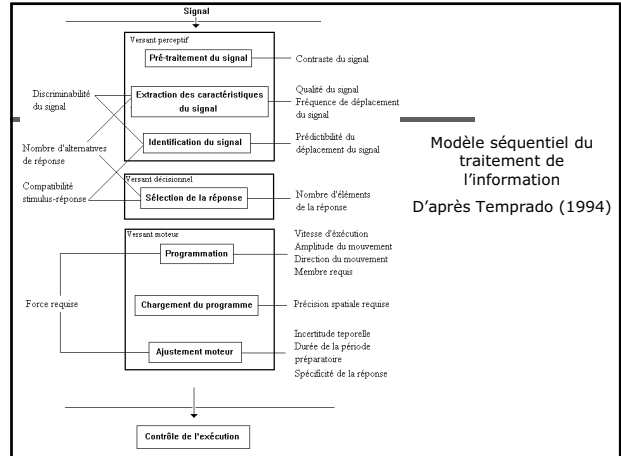 Signal
Versant perceptif
Pré-traitement du signal
Contraste du signal
Discriminabilité
du signal
Extraction des caractéristiques
du signal
Qualité du signal
Fréquence de déplacement
du signal
Nombre d'alternatives
de réponse
Identification du signal
Prédictibilité du
déplacement du signal
Compatibilité
stimulus-réponse
Versant décisionnel
Sélection de la réponse
Nombre d'éléments
de la réponse
Versant moteur
Programmation
Vitesse d'éxécution
Amplitude du mouvement
Direction du mouvement
Membre requis
Force requise
Chargement du programme
Précision spatiale requise
Ajustement moteur
Incertitude teporelle
Durée de la période
préparatoire
Spécificité de la réponse
Contrôle de l'exécution
Modèle séquentiel du
traitement de
l’information
D’après Temprado (1994)